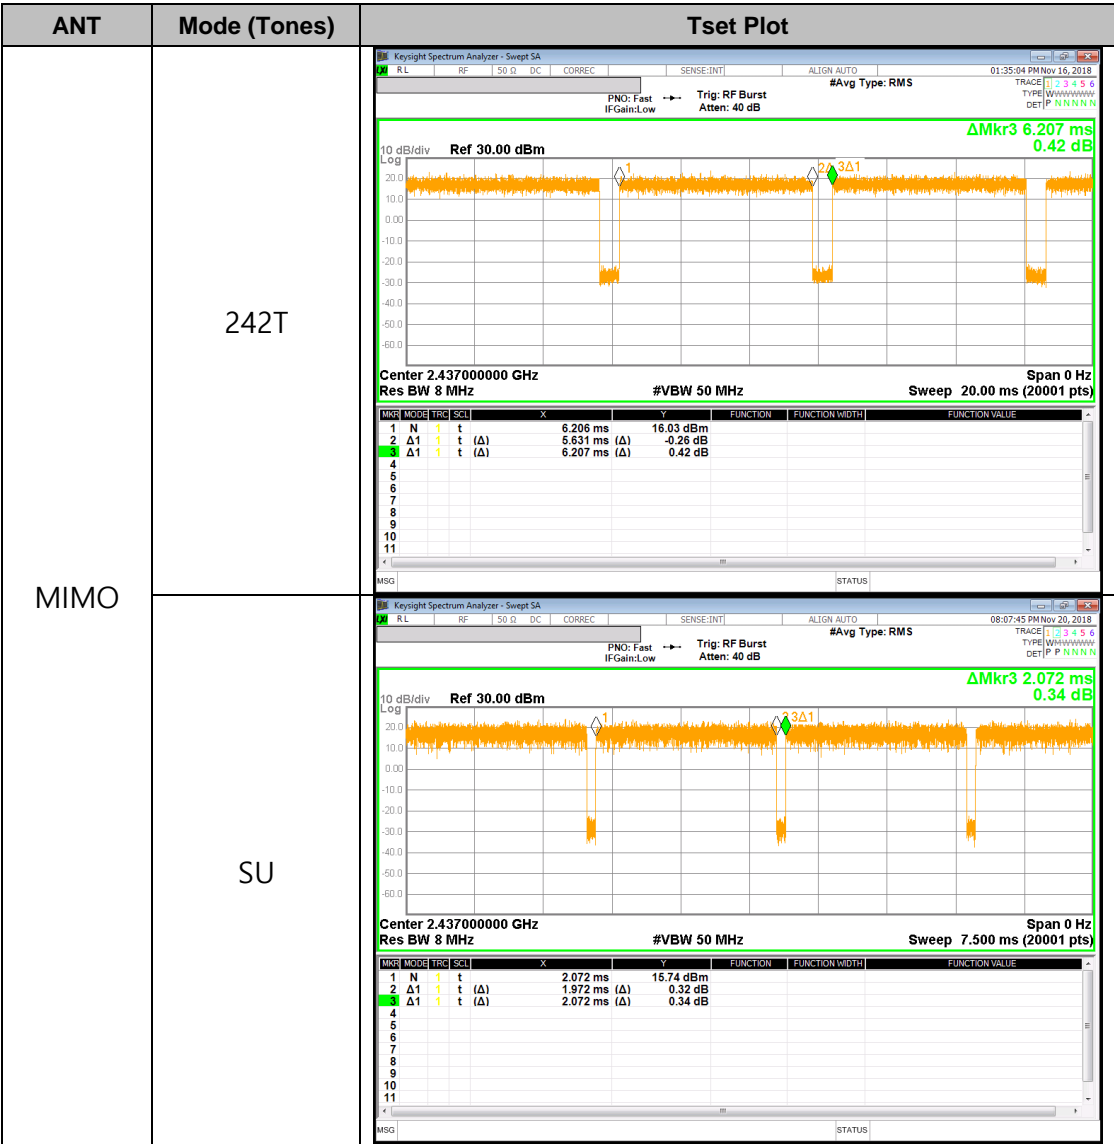 ANT Mode (Tones) Tset Plot
MIMO
242T
Keysight Spectrum Analyzer - Swept SA
LXI RL RF 50 Ω DC CORREC SENSE:INT ALIGN AUTO 01:35:04 PM Nov 16, 2018
#Avg Type: RMS TRACE 1 2 3 4 5 6
PNO: Fast Trig: RF Burst TYPE WWWWWW
IFGain:Low Atten: 40 dB DET P N N N N N
ΔMkr3 6.207 ms
0.42 dB
10 dB/div Ref 30.00 dBm
Log
1 2Δ 3Δ1
20.0
10.0
0.00
-10.0
-20.0
-30.0
-40.0
-50.0
-60.0
Center 2.437000000 GHz Span 0 Hz
Res BW 8 MHz #VBW 50 MHz Sweep 20.00 ms (20001 pts)
MKR MODE TRC SCL X Y FUNCTION FUNCTION WIDTH FUNCTION VALUE
1 N 1 t 6.206 ms 16.03 dBm
2 Δ1 1 t (Δ) 5.631 ms (Δ) -0.26 dB
3 Δ1 1 t (Δ) 6.207 ms (Δ) 0.42 dB
4
5
6
7
8
9
10
11
MSG STATUS
SU
Keysight Spectrum Analyzer - Swept SA
LXI RL RF 50 Ω DC CORREC SENSE:INT ALIGN AUTO 08:07:45 PM Nov 20, 2018
#Avg Type: RMS TRACE 1 2 3 4 5 6
PNO: Fast Trig: RF Burst TYPE WMWWWW
IFGain:Low Atten: 40 dB DET P P N N N N
ΔMkr3 2.072 ms
0.34 dB
10 dB/div Ref 30.00 dBm
Log
1 3Δ1
20.0
10.0
0.00
-10.0
-20.0
-30.0
-40.0
-50.0
-60.0
Center 2.437000000 GHz Span 0 Hz
Res BW 8 MHz #VBW 50 MHz Sweep 7.500 ms (20001 pts)
MKR MODE TRC SCL X Y FUNCTION FUNCTION WIDTH FUNCTION VALUE
1 N 1 t 2.072 ms 15.74 dBm
2 Δ1 1 t (Δ) 1.972 ms (Δ) 0.32 dB
3 Δ1 1 t (Δ) 2.072 ms (Δ) 0.34 dB
4
5
6
7
8
9
10
11
MSG STATUS